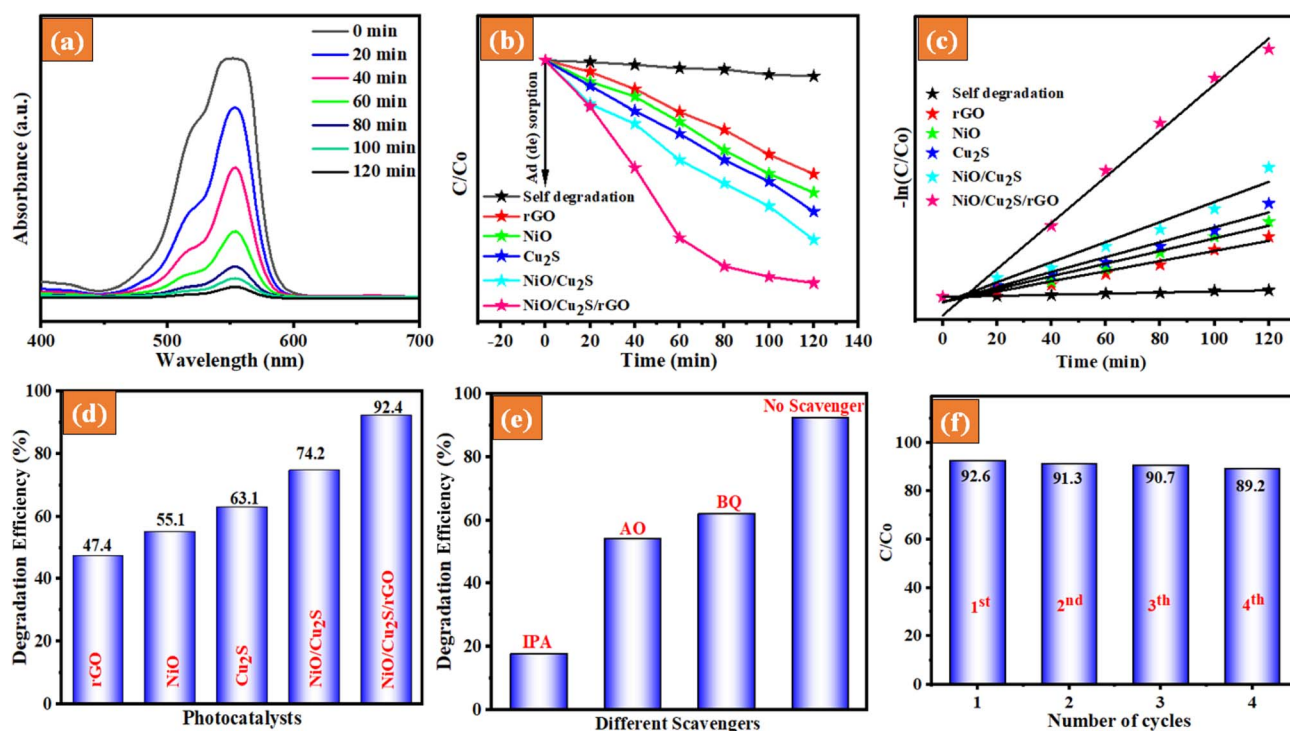 (a)
0 min
20 min
40 min
60 min
80 min
100 min
120 min
Absorbance (a.u.)
400 500 600 700
Wavelength (nm)
(b)
Ad (de) sorption
C/Co
Self degradation
rGO
NiO
Cu2S
NiO/Cu2S
NiO/Cu2S/rGO
-20 0 20 40 60 80 100 120 140
Time (min)
(c)
Self degradation
rGO
NiO
Cu2S
NiO/Cu2S
NiO/Cu2S/rGO
-ln(C/Co)
0 20 40 60 80 100 120
Time (min)
(d)
100
80
60
40
20
0
Degradation Efficiency (%)
47.4
55.1
63.1
74.2
92.4
rGO
NiO
Cu2S
NiO/Cu2S
NiO/Cu2S/rGO
Photocatalysts
(e)
100
80
60
40
20
0
Degradation Efficiency (%)
IPA
AO
BQ
No Scavenger
Different Scavengers
(f)
100
80
60
40
20
0
C/Co
92.6
91.3
90.7
89.2
1st
2nd
3th
4th
1 2 3 4
Number of cycles